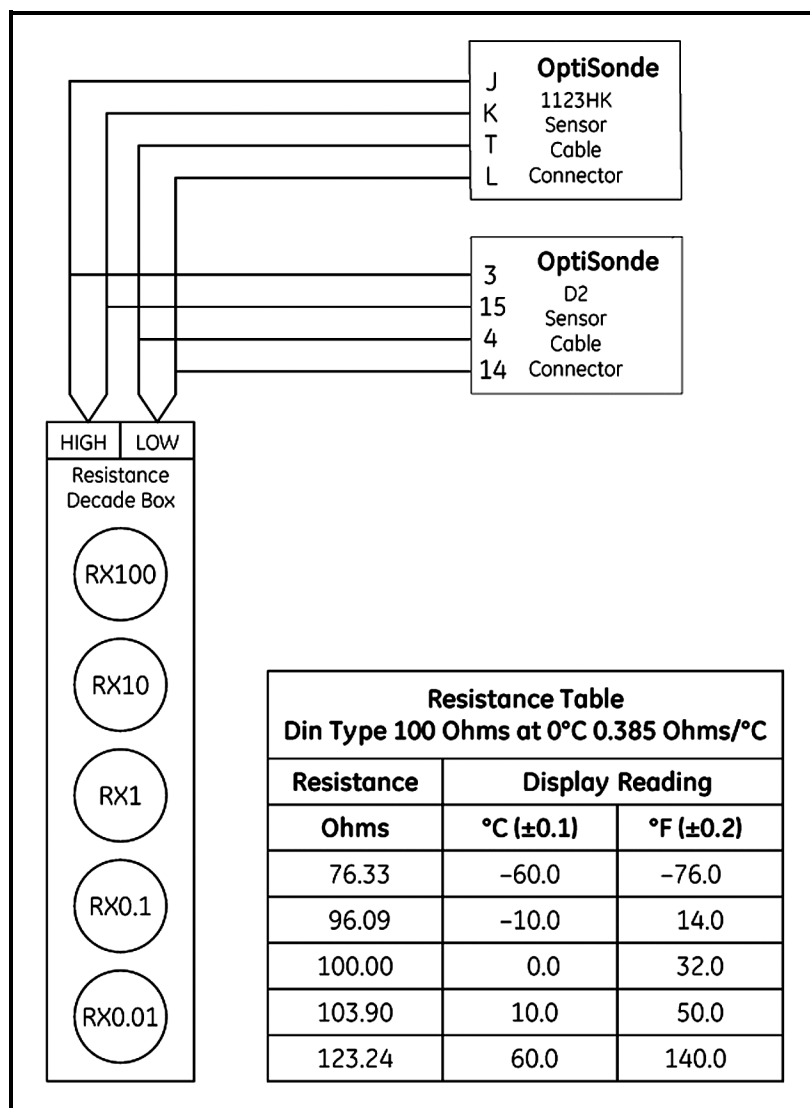 OptiSonde
1123HK
Sensor
Cable
Connector
J
K
T
L
OptiSonde
D2
Sensor
Cable
Connector
3
15
4
14
HIGH LOW
Resistance
Decade Box
RX100
RX10
RX1
RX0.1
RX0.01
Resistance Table
Din Type 100 Ohms at 0°C 0.385 Ohms/°C
Resistance Display Reading
Ohms °C (±0.1) °F (±0.2)
76.33 –60.0 –76.0
96.09 –10.0 14.0
100.00 0.0 32.0
103.90 10.0 50.0
123.24 60.0 140.0